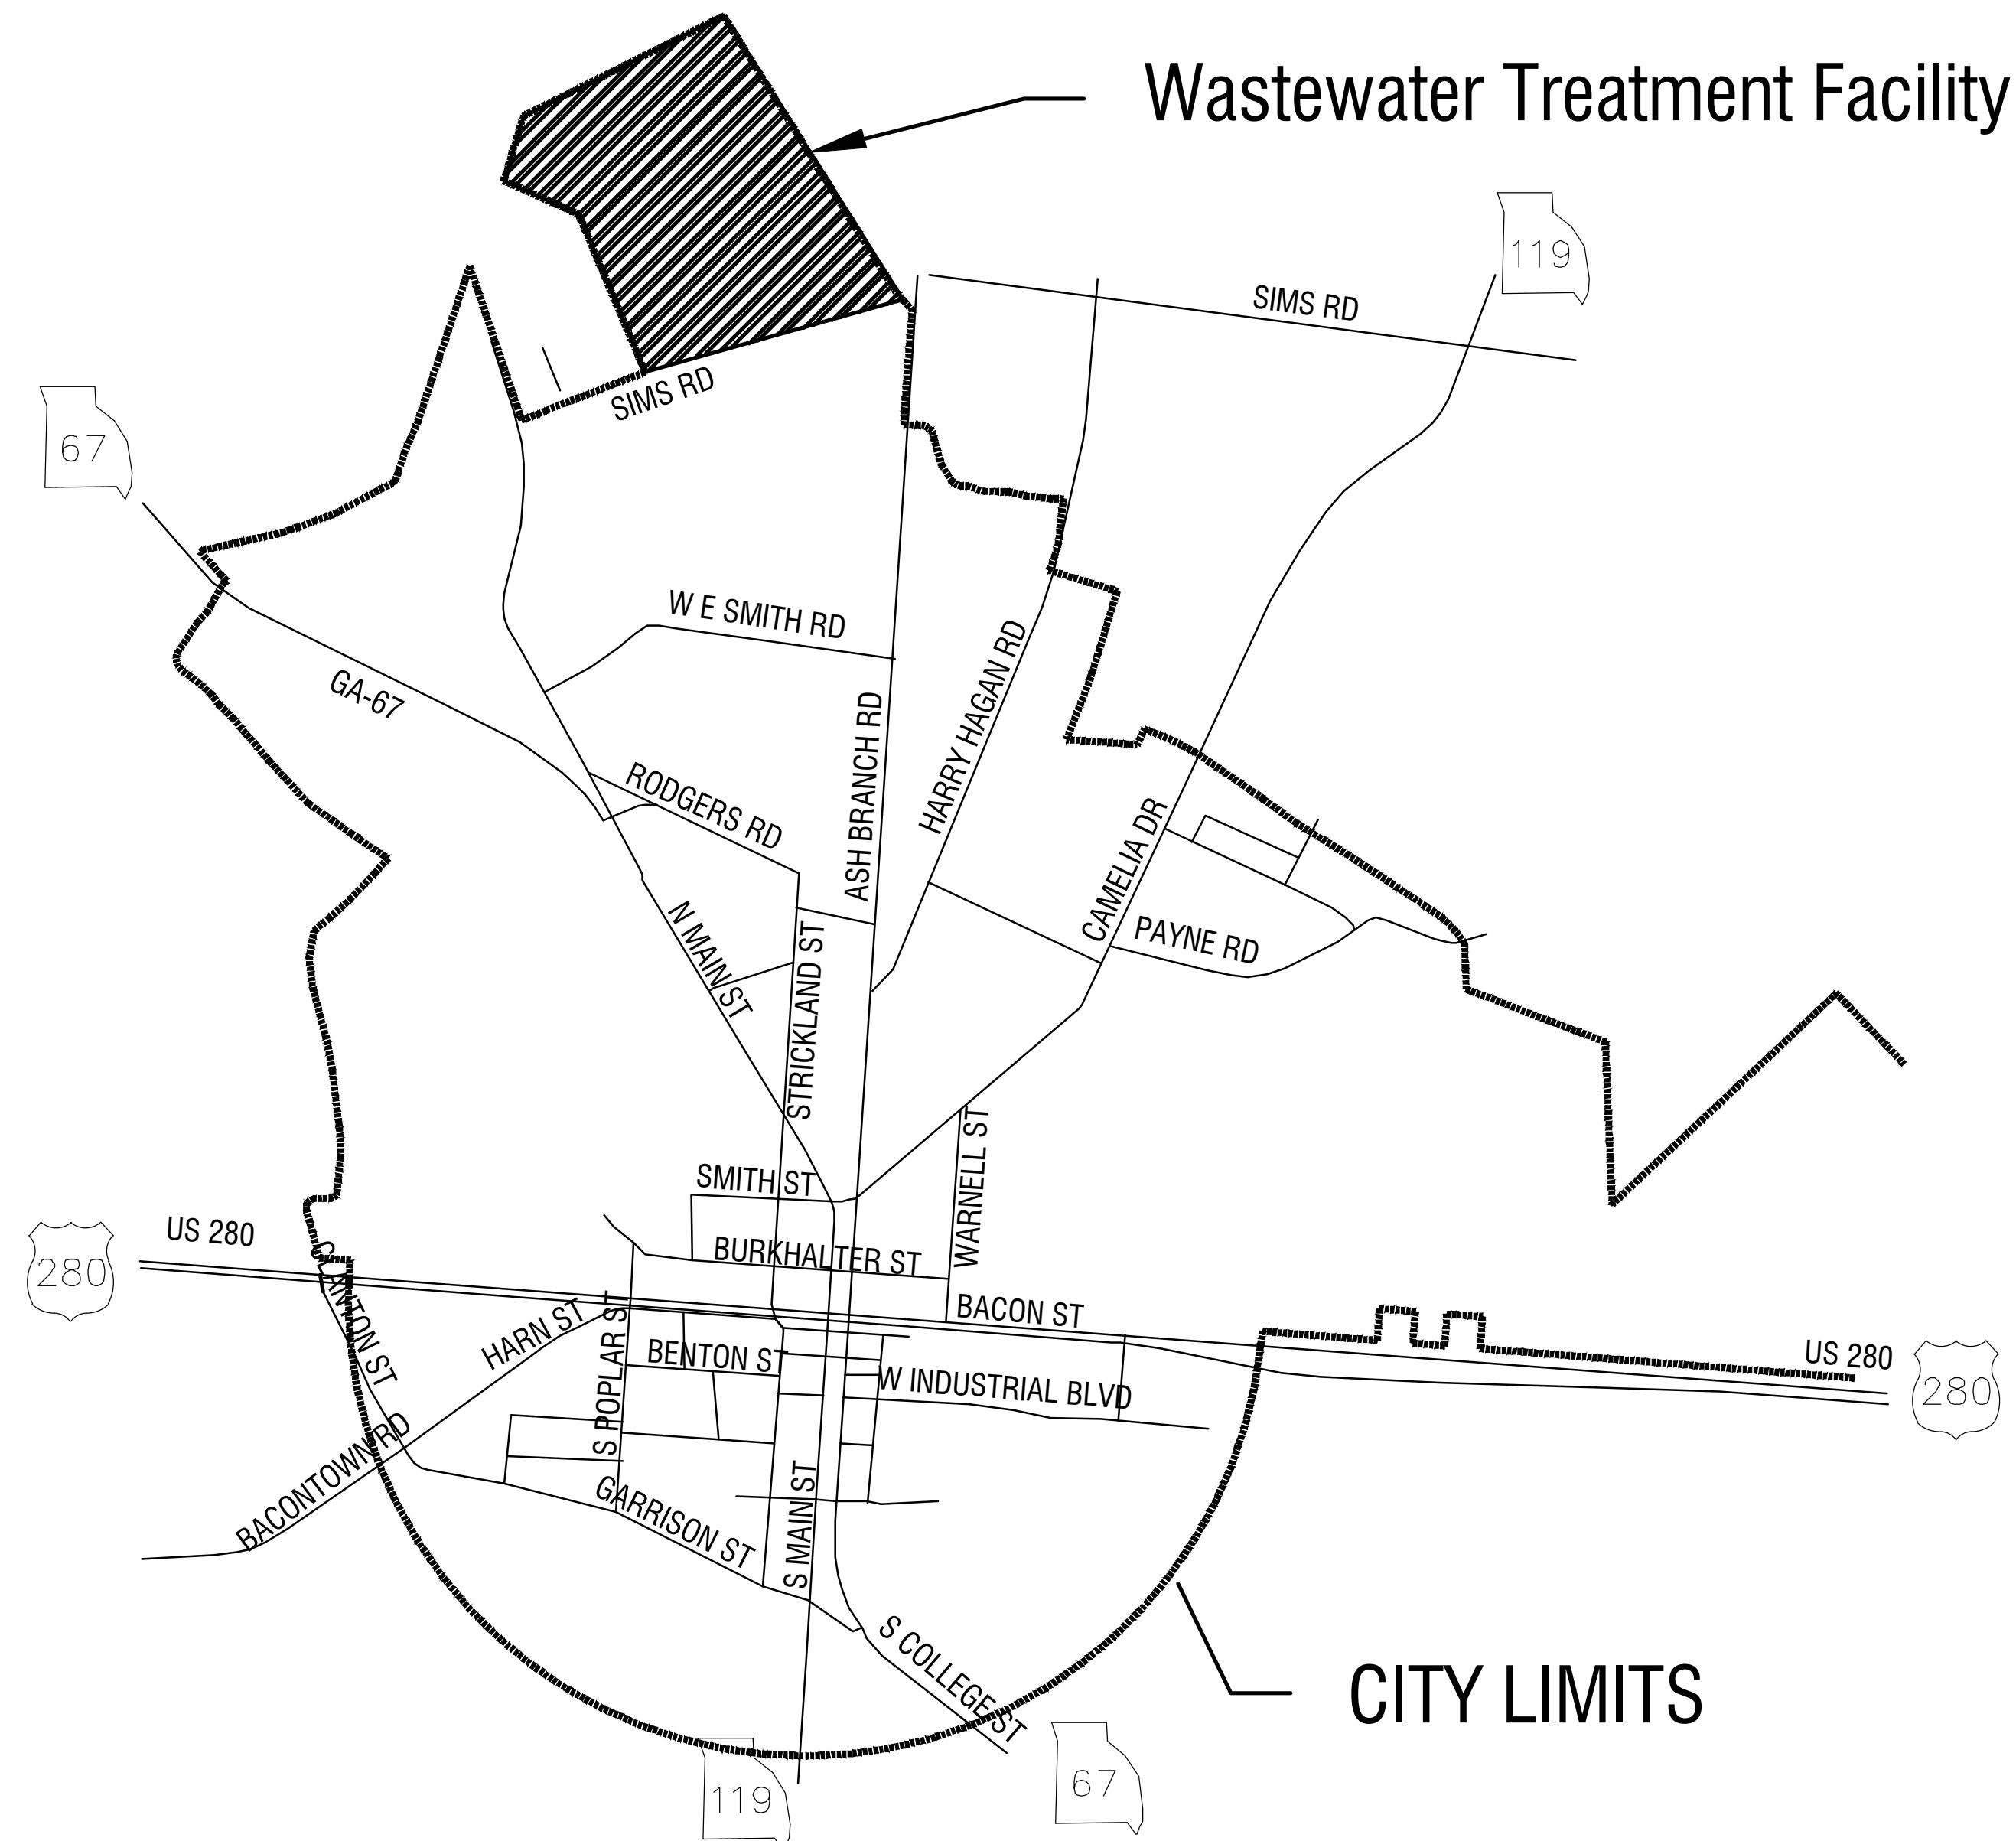 Wastewater Treatment Facility
119
SIMS RD
SIMS RD
67
W E SMITH RD
GA-67
HARRY HAGAN RD
ASH BRANCH RD
RODGERS RD
CAMELIA DR
N MAIN ST
STRICKLAND ST
PAYNE RD
WARNELL ST
SMITH ST
US 280
280
BURKHALTER ST
CLANTON ST
BACON ST
HARN ST
S POPLAR ST
BENTON ST
US 280
280
W INDUSTRIAL BLVD
BACONTOWN RD
GARRISON ST
S MAIN ST
S COLLEGE ST
CITY LIMITS
119
67